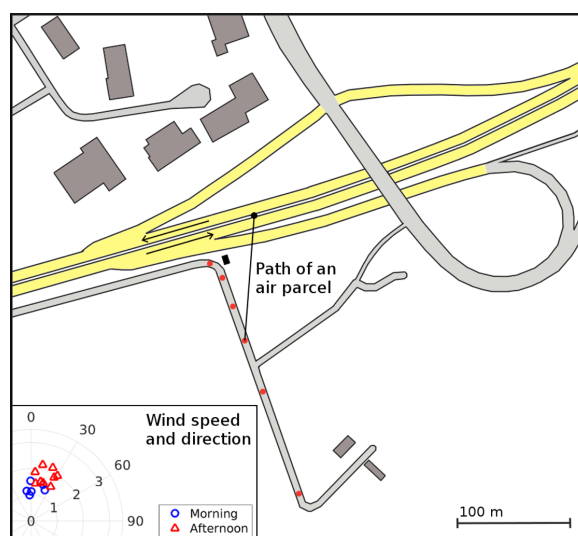 Path of an
air parcel
Wind speed
and direction
0
30
60
90
3
2
1
0
Morning
Afternoon
100 m